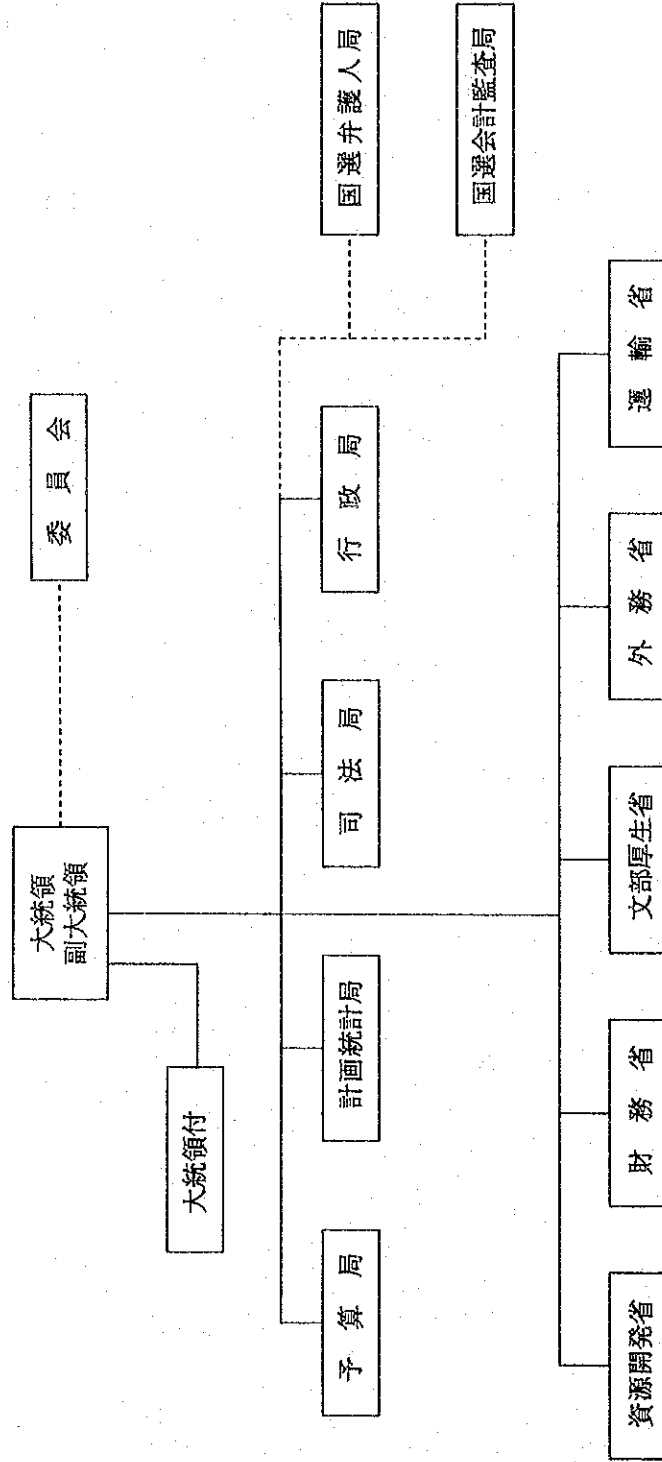 大統領
副大統領
委員会
大統領付
予算局
計画統計局
司法局
行政局
国選弁護人局
国選会計監査局
資源開発省
財務省
文部厚生省
外務省
運輸省